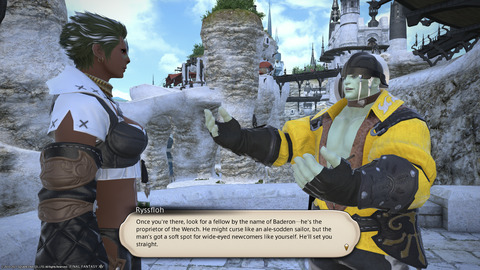 Ryssfloh
Once you're there, look for a fellow by the name of Baderon─he's
the proprietor of the Wench. He might curse like an ale-sodden sailor, but
the man's got a soft spot for wide-eyed newcomers like yourself. He'll set you
straight.
FINAL FANTASY